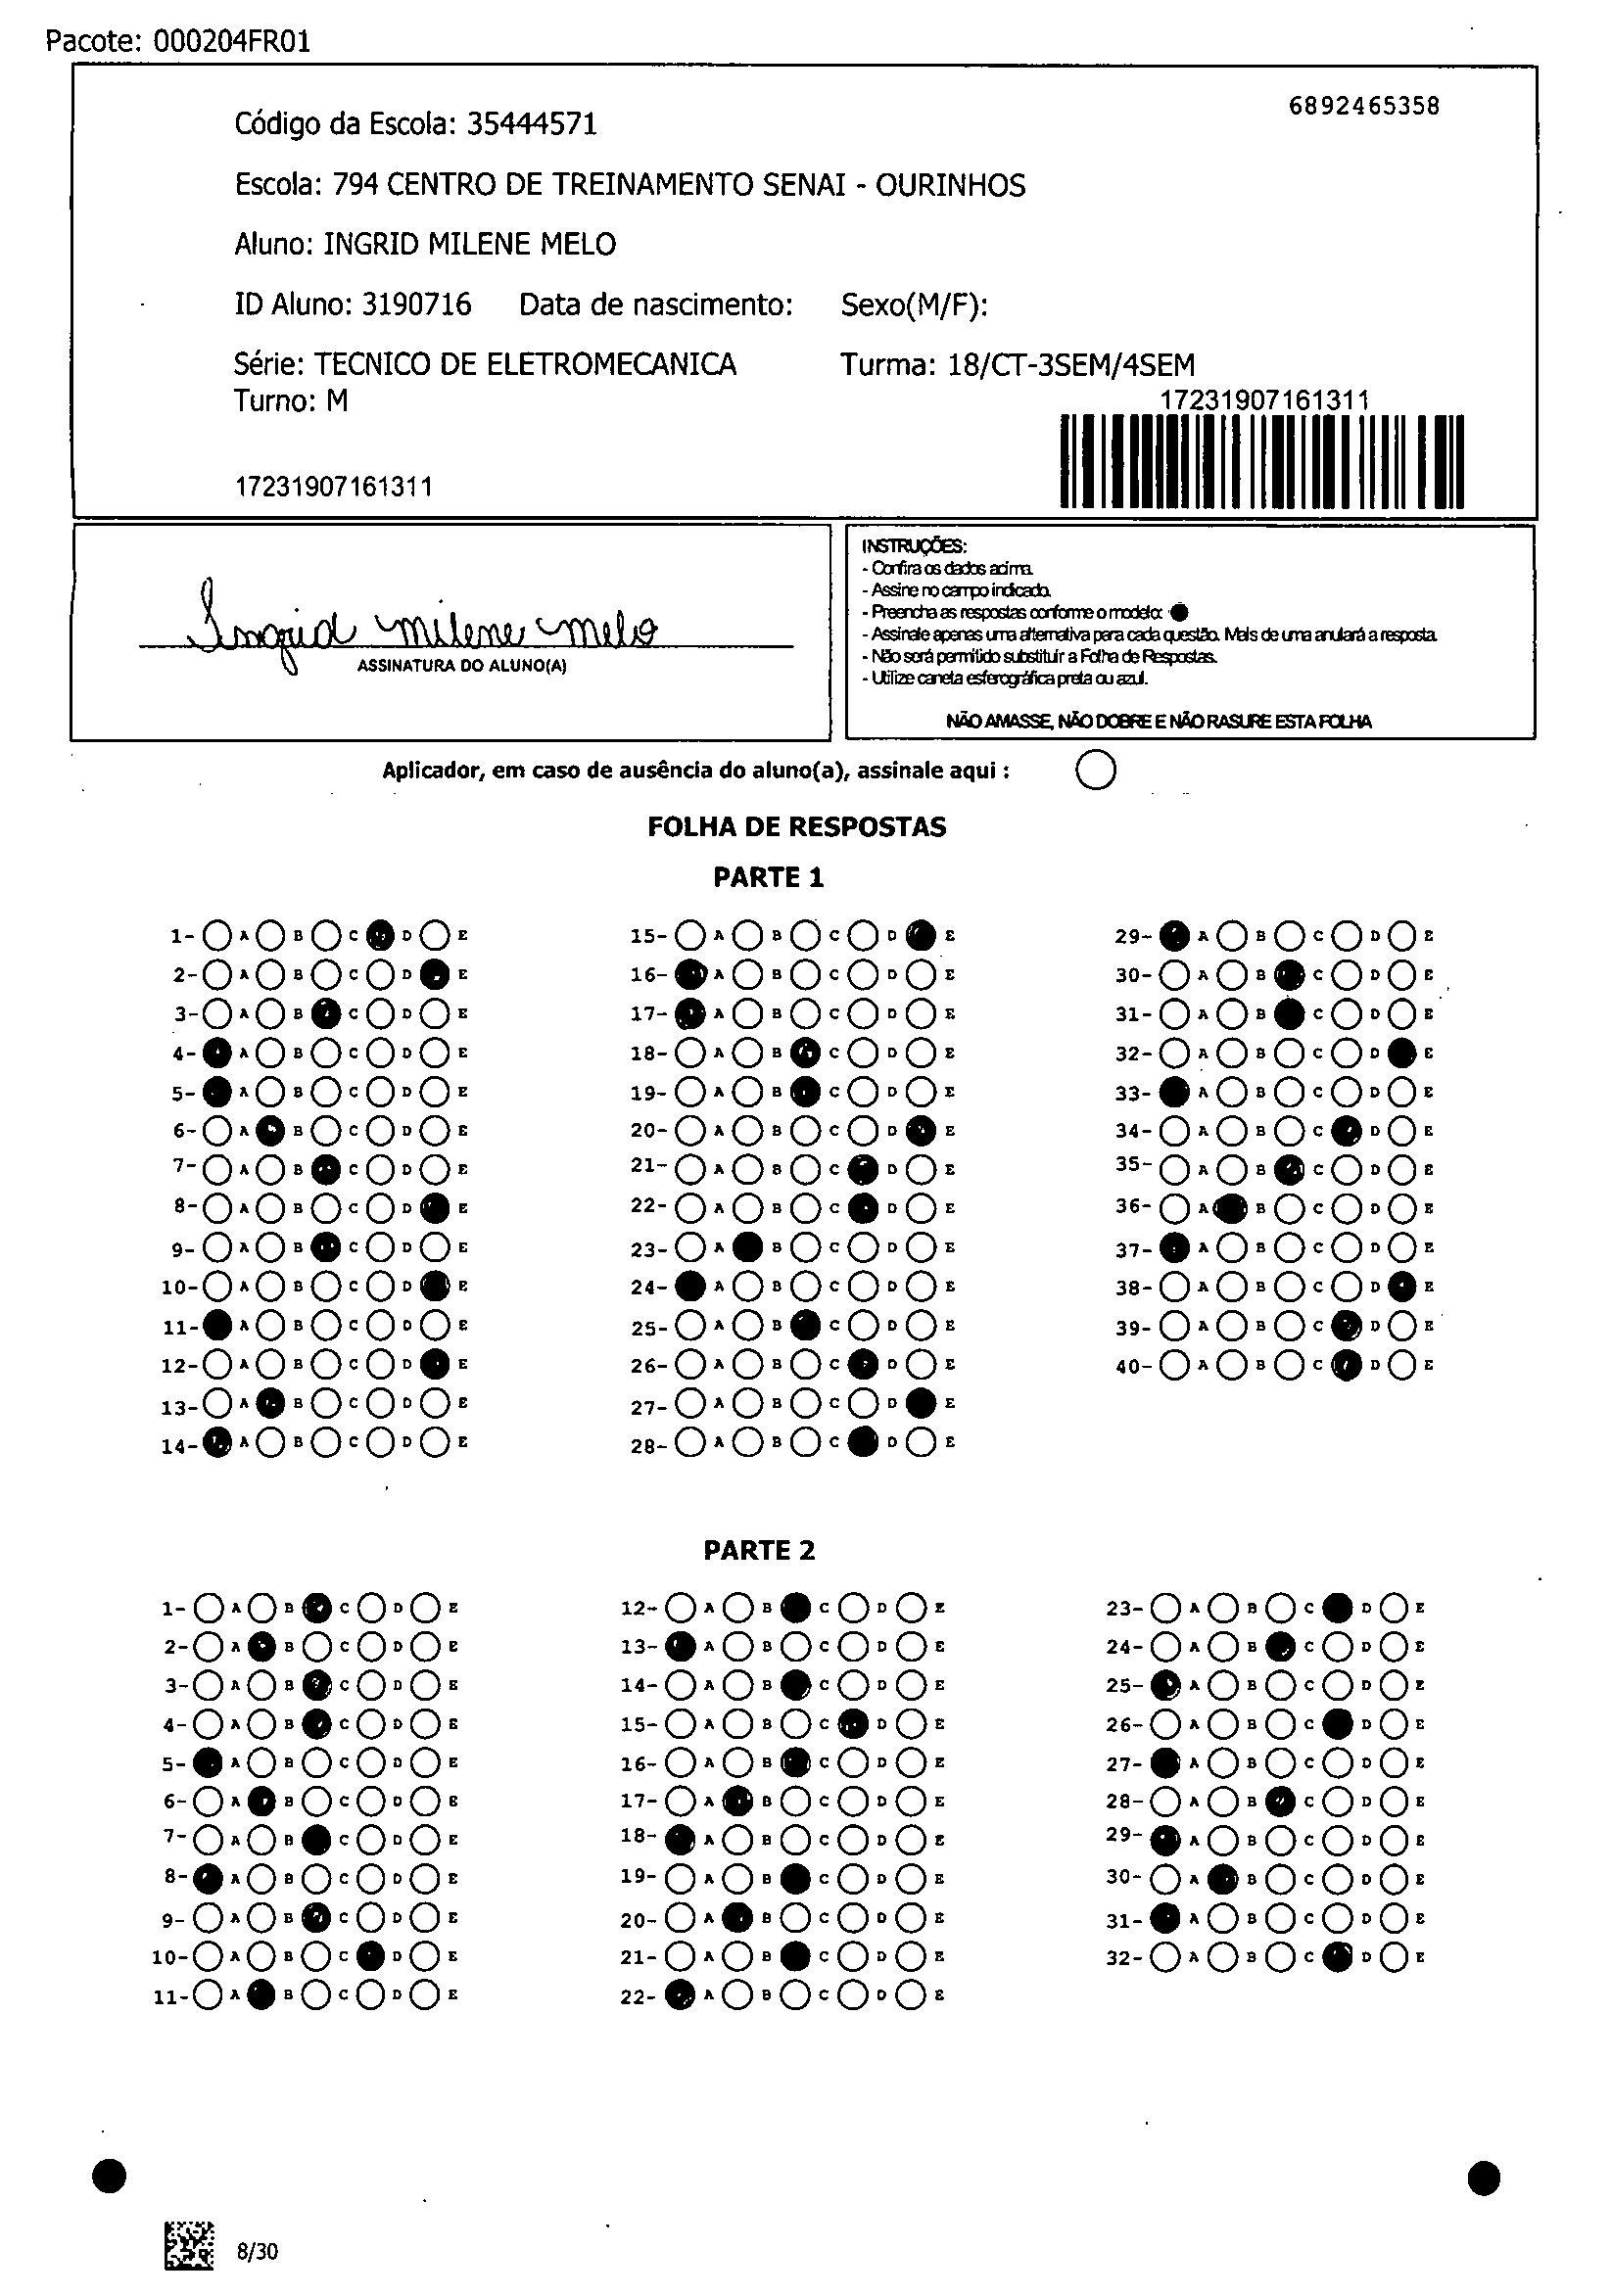 Pacote: 000204FR01
6892465358
Código da Escola: 35444571
Escola: 794 CENTRO DE TREINAMENTO SENAI - OURINHOS
Aluno: INGRID MILENE MELO
ID Aluno: 3190716 Data de nascimento: Sexo(M/F):
Série: TECNICO DE ELETROMECANICA Turma: 18/CT-3SEM/4SEM
Turno: M 17231907161311
17231907161311
Ingrid Milene Melo
ASSINATURA DO ALUNO(A)
INSTRUÇÕES:
- Confira os dados acima.
- Assine no campo indicado.
- Preencha as respostas conforme o modelo:
- Assinale apenas uma alternativa para cada questão. Mais de uma anulará a resposta.
- Não será permitido substituir a Folha de Respostas.
- Utilize caneta esferográfica preta ou azul.
NÃO AMASSE, NÃO DOBRE E NÃO RASURE ESTA FOLHA
Aplicador, em caso de ausência do aluno(a), assinale aqui :
FOLHA DE RESPOSTAS
PARTE 1
1- A B C D E 15- A B C D E 29- A B C D E
2- A B C D E 16- A B C D E 30- A B C D E
3- A B C D E 17- A B C D E 31- A B C D E
4- A B C D E 18- A B C D E 32- A B C D E
5- A B C D E 19- A B C D E 33- A B C D E
6- A B C D E 20- A B C D E 34- A B C D E
7- A B C D E 21- A B C D E 35- A B C D E
8- A B C D E 22- A B C D E 36- A B C D E
9- A B C D E 23- A B C D E 37- A B C D E
10- A B C D E 24- A B C D E 38- A B C D E
11- A B C D E 25- A B C D E 39- A B C D E
12- A B C D E 26- A B C D E 40- A B C D E
13- A B C D E 27- A B C D E
14- A B C D E 28- A B C D E
PARTE 2
1- A B C D E 12- A B C D E 23- A B C D E
2- A B C D E 13- A B C D E 24- A B C D E
3- A B C D E 14- A B C D E 25- A B C D E
4- A B C D E 15- A B C D E 26- A B C D E
5- A B C D E 16- A B C D E 27- A B C D E
6- A B C D E 17- A B C D E 28- A B C D E
7- A B C D E 18- A B C D E 29- A B C D E
8- A B C D E 19- A B C D E 30- A B C D E
9- A B C D E 20- A B C D E 31- A B C D E
10- A B C D E 21- A B C D E 32- A B C D E
11- A B C D E 22- A B C D E
8/30